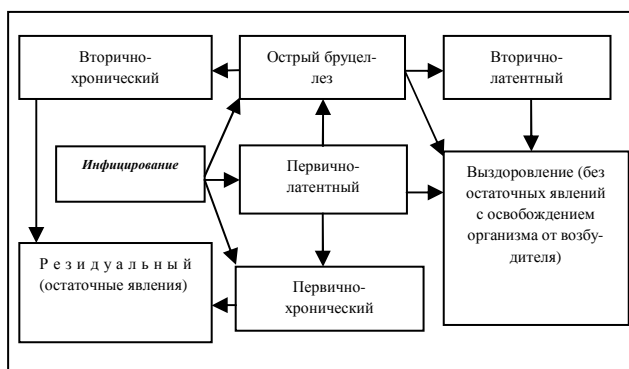 Вторично-
хронический
Острый бруцел-
лез
Вторично-
латентный
Инфицирование
Первично-
латентный
Выздоровление (без
остаточных явлений
с освобождением
организма от возбу-
дителя)
Р е з и д у а л ь н ы й
(остаточные явления)
Первично-
хронический